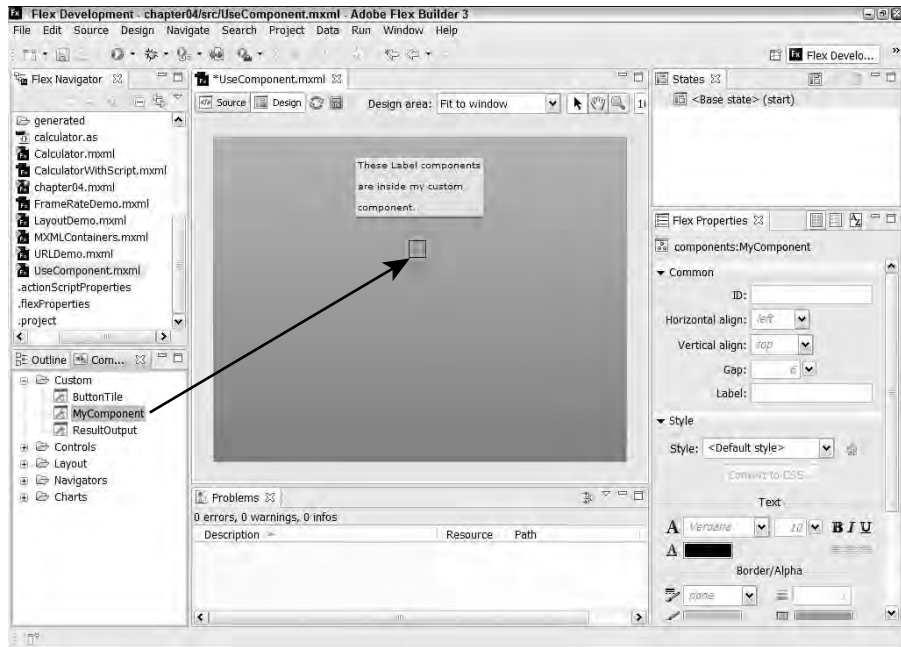 Flex Development - chapter04/src/UseComponent.mxml - Adobe Flex Builder 3
File Edit Source Design Navigate Search Project Data Run Window Help
Flex Develo...
Flex Navigator
generated
calculator.as
Calculator.mxml
CalculatorWithScript.mxml
chapter04.mxml
FrameRateDemo.mxml
LayoutDemo.mxml
MXMLContainers.mxml
URLDemo.mxml
UseComponent.mxml
.actionScriptProperties
.flexProperties
.project
Outline Com...
Custom
ButtonTile
MyComponent
ResultOutput
Controls
Layout
Navigators
Charts
*UseComponent.mxml
Source Design Design area: Fit to window
These Label components
are inside my custom
component.
Problems
0 errors, 0 warnings, 0 infos
Description Resource Path
States
<Base state> (start)
Flex Properties
components:MyComponent
Common
ID:
Horizontal align: left
Vertical align: top
Gap: 6
Label:
Style
Style: <Default style>
Convert to CSS
Text
A Verdana 10 B I U
A
Border/Alpha
none